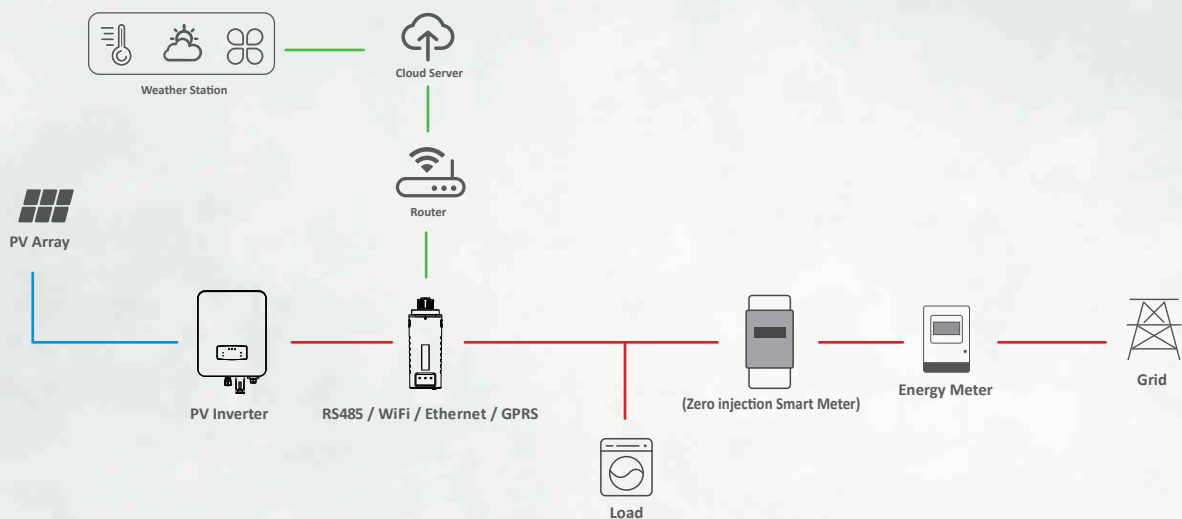 Weather Station
Cloud Server
Router
PV Array
PV Inverter
RS485 / WiFi / Ethernet / GPRS
(Zero injection Smart Meter)
Energy Meter
Grid
Load